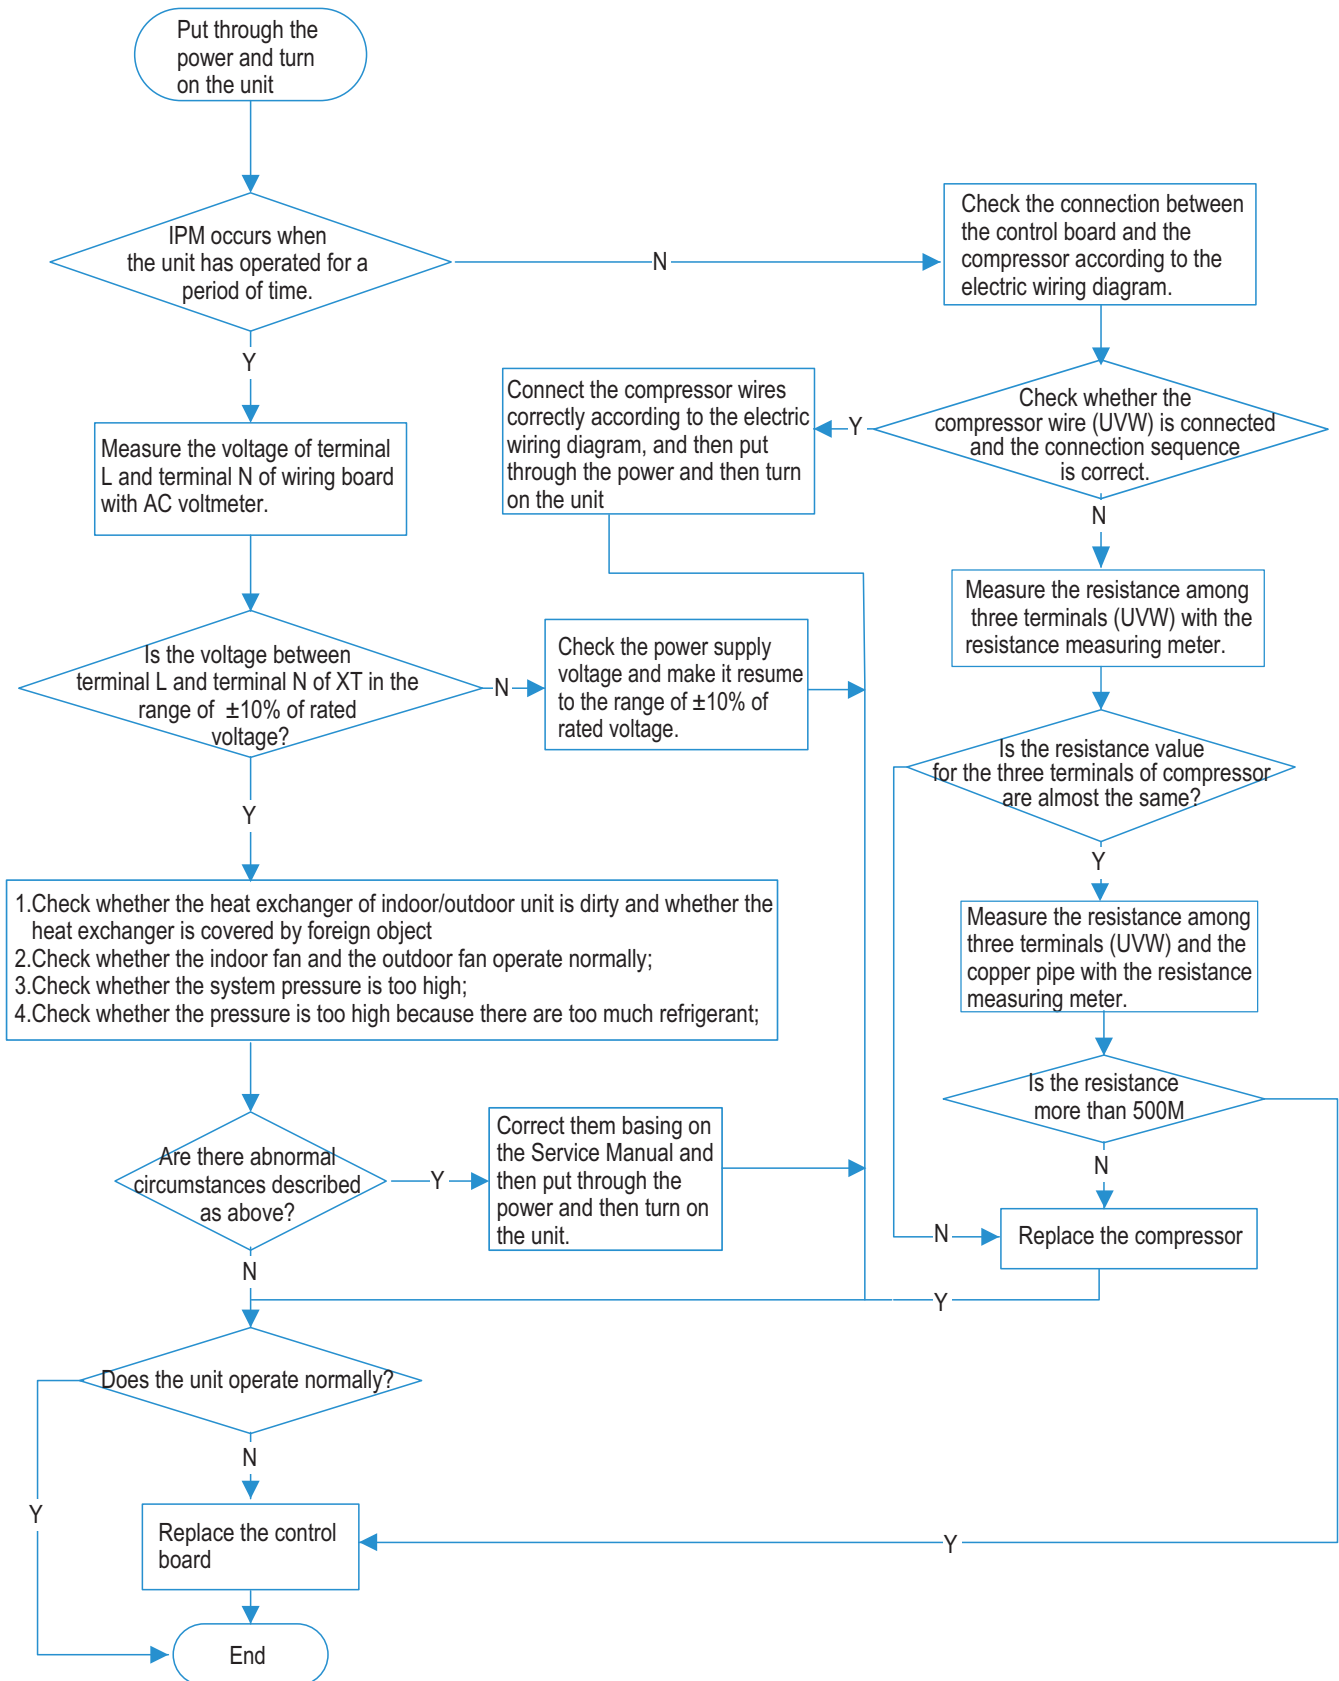 Put through the
power and turn
on the unit
IPM occurs when
the unit has operated for a
period of time.
N
Check the connection between
the control board and the
compressor according to the
electric wiring diagram.
Y
Connect the compressor wires
correctly according to the electric
wiring diagram, and then put
through the power and then turn
on the unit
Y
Check whether the
compressor wire (UVW) is connected
and the connection sequence
is correct.
Measure the voltage of terminal
L and terminal N of wiring board
with AC voltmeter.
N
Measure the resistance among
three terminals (UVW) with the
resistance measuring meter.
Is the voltage between
terminal L and terminal N of XT in the
range of ±10% of rated
voltage?
N
Check the power supply
voltage and make it resume
to the range of ±10% of
rated voltage.
Is the resistance value
for the three terminals of compressor
are almost the same?
Y
Y
1.Check whether the heat exchanger of indoor/outdoor unit is dirty and whether the
heat exchanger is covered by foreign object
2.Check whether the indoor fan and the outdoor fan operate normally;
3.Check whether the system pressure is too high;
4.Check whether the pressure is too high because there are too much refrigerant;
Measure the resistance among
three terminals (UVW) and the
copper pipe with the resistance
measuring meter.
Is the resistance
more than 500M
Are there abnormal
circumstances described
as above?
Y
Correct them basing on
the Service Manual and
then put through the
power and then turn on
the unit.
N
N
Replace the compressor
N
Y
Does the unit operate normally?
N
Y
Replace the control
board
Y
End